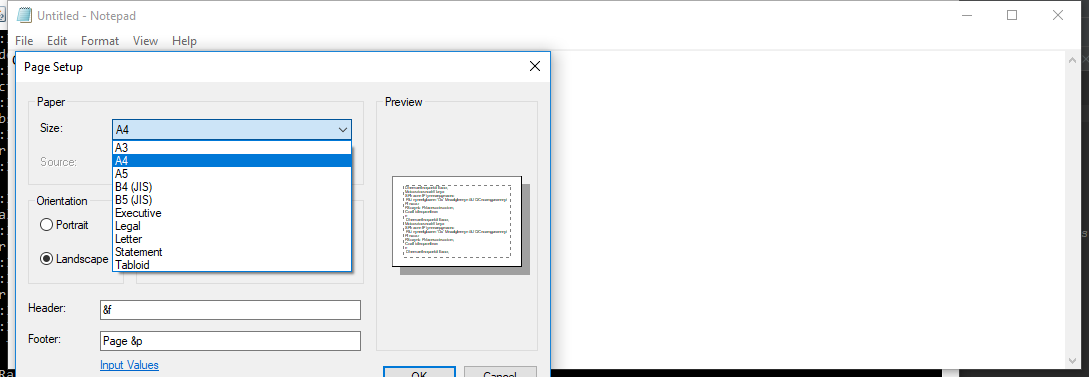 Untitled - Notepad
File Edit Format View Help
Page Setup
Paper
Size:
A4
A3
A4
A5
B4 (JIS)
B5 (JIS)
Executive
Legal
Letter
Statement
Tabloid
Source:
Orientation
Portrait
Landscape
Header:
&f
Footer:
Page &p
Input Values
Preview
OK
Cancel